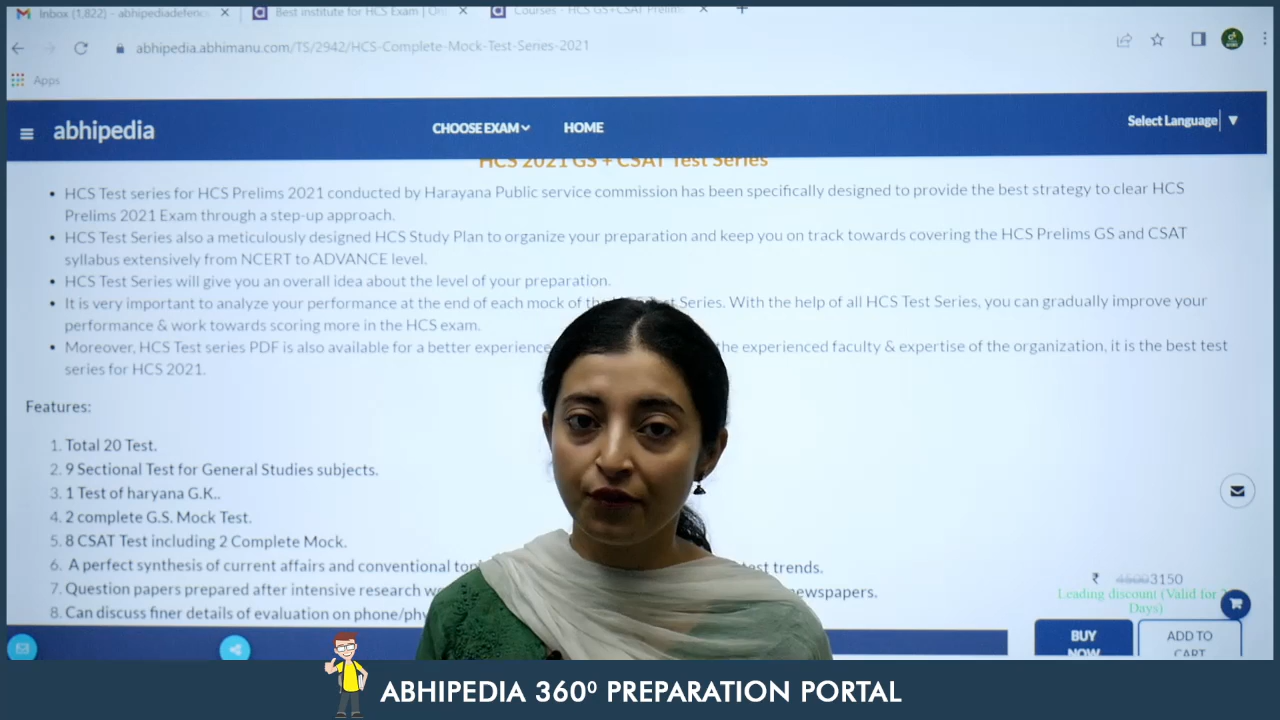 Inbox (1,822) - abhipediadefenc
Best institute for HCS Exam | On
Courses - HCS GS+CSAT Prelim
abhipedia.abhimanu.com/TS/2942/HCS-Complete-Mock-Test-Series-2021
Apps
abhipedia
CHOOSE EXAM
HOME
Select Language
HCS 2021 GS + CSAT Test Series
• HCS Test series for HCS Prelims 2021 conducted by Harayana Public service commission has been specifically designed to provide the best strategy to clear HCS
Prelims 2021 Exam through a step-up approach.
• HCS Test Series also a meticulously designed HCS Study Plan to organize your preparation and keep you on track towards covering the HCS Prelims GS and CSAT
syllabus extensively from NCERT to ADVANCE level.
• HCS Test Series will give you an overall idea about the level of your preparation.
• It is very important to analyze your performance at the end of each mock of the Series. With the help of all HCS Test Series, you can gradually improve your
performance & work towards scoring more in the HCS exam.
• Moreover, HCS Test series PDF is also available for a better experience the experienced faculty & expertise of the organization, it is the best test
series for HCS 2021.
Features:
1. Total 20 Test.
2. 9 Sectional Test for General Studies subjects.
3. 1 Test of haryana G.K..
4. 2 complete G.S. Mock Test.
5. 8 CSAT Test including 2 Complete Mock.
6. A perfect synthesis of current affairs and conventional trends.
7. Question papers prepared after intensive research newspapers.
8. Can discuss finer details of evaluation on
₹ 4500 3150
Leading discount (Valid for
Days)
BUY
NOW
ADD TO
CART
ABHIPEDIA 360⁰ PREPARATION PORTAL